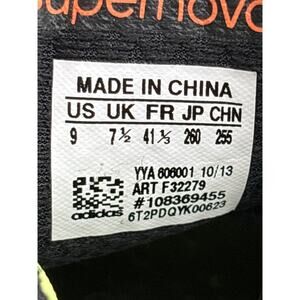 supernova
MADE IN CHINA
US UK FR JP CHN
9 7½ 41⅓ 260 255
YYA 606001 10/13
ART F32279
#108369455
adidas 6T2PDQYK00623